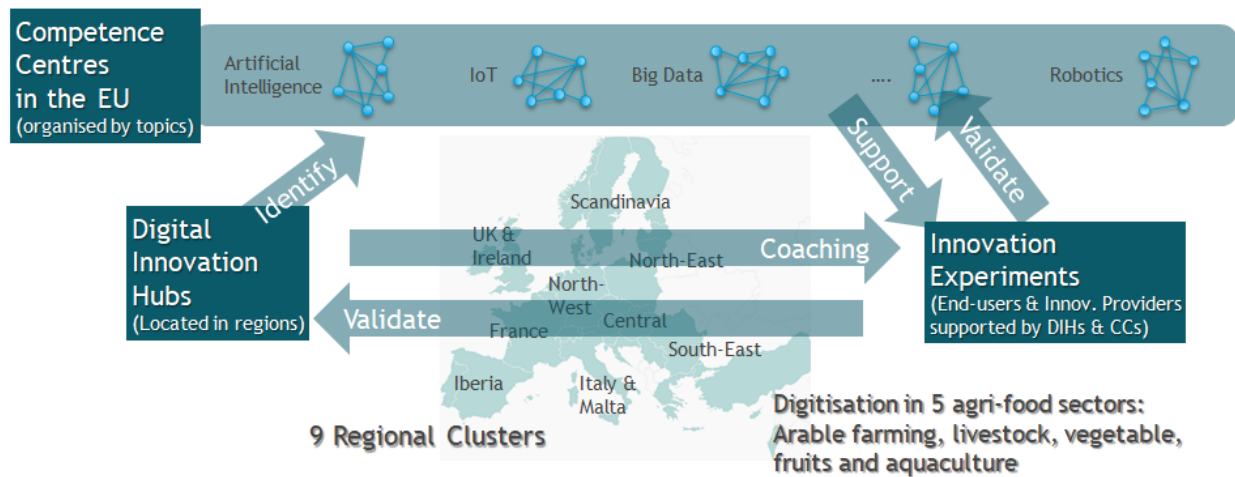 Competence
Centres
in the EU
(organised by topics)
Artificial
Intelligence
IoT
Big Data
....
Robotics
Identify
Support
Validate
Digital
Innovation
Hubs
(Located in regions)
Scandinavia
UK &
Ireland
Coaching
North-East
North-
West
Validate
France
Central
South-East
Iberia
Italy &
Malta
Innovation
Experiments
(End-users & Innov. Providers
supported by DIHs & CCs)
9 Regional Clusters
Digitisation in 5 agri-food sectors:
Arable farming, livestock, vegetable,
fruits and aquaculture